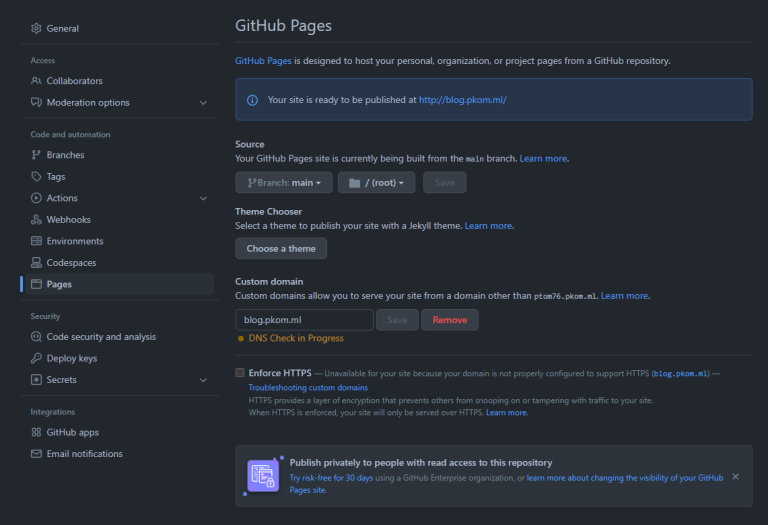 General
Access
Collaborators
Moderation options
Code and automation
Branches
Tags
Actions
Webhooks
Environments
Codespaces
Pages
Security
Code security and analysis
Deploy keys
Secrets
Integrations
GitHub apps
Email notifications
GitHub Pages
GitHub Pages is designed to host your personal, organization, or project pages from a GitHub repository.
Your site is ready to be published at http://blog.pkom.ml/
Source
Your GitHub Pages site is currently being built from the main branch. Learn more.
Branch: main
/ (root)
Save
Theme Chooser
Select a theme to publish your site with a Jekyll theme. Learn more.
Choose a theme
Custom domain
Custom domains allow you to serve your site from a domain other than ptom76.pkom.ml. Learn more.
blog.pkom.ml
Save
Remove
DNS Check in Progress
Enforce HTTPS — Unavailable for your site because your domain is not properly configured to support HTTPS (blog.pkom.ml) —
Troubleshooting custom domains
HTTPS provides a layer of encryption that prevents others from snooping on or tampering with traffic to your site.
When HTTPS is enforced, your site will only be served over HTTPS. Learn more.
Publish privately to people with read access to this repository
Try risk-free for 30 days using a GitHub Enterprise organization, or learn more about changing the visibility of your GitHub
Pages site.